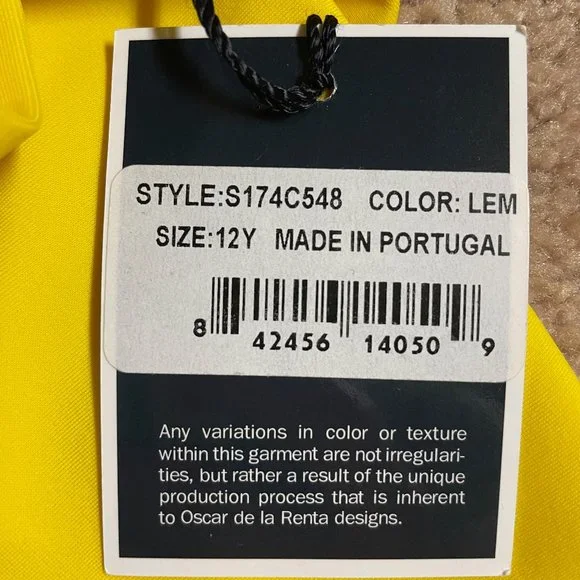 STYLE:S174C548 COLOR: LEM
SIZE:12Y MADE IN PORTUGAL
8 42456 14050 9
Any variations in color or texture
within this garment are not irregulari-
ties, but rather a result of the unique
production process that is inherent
to Oscar de la Renta designs.